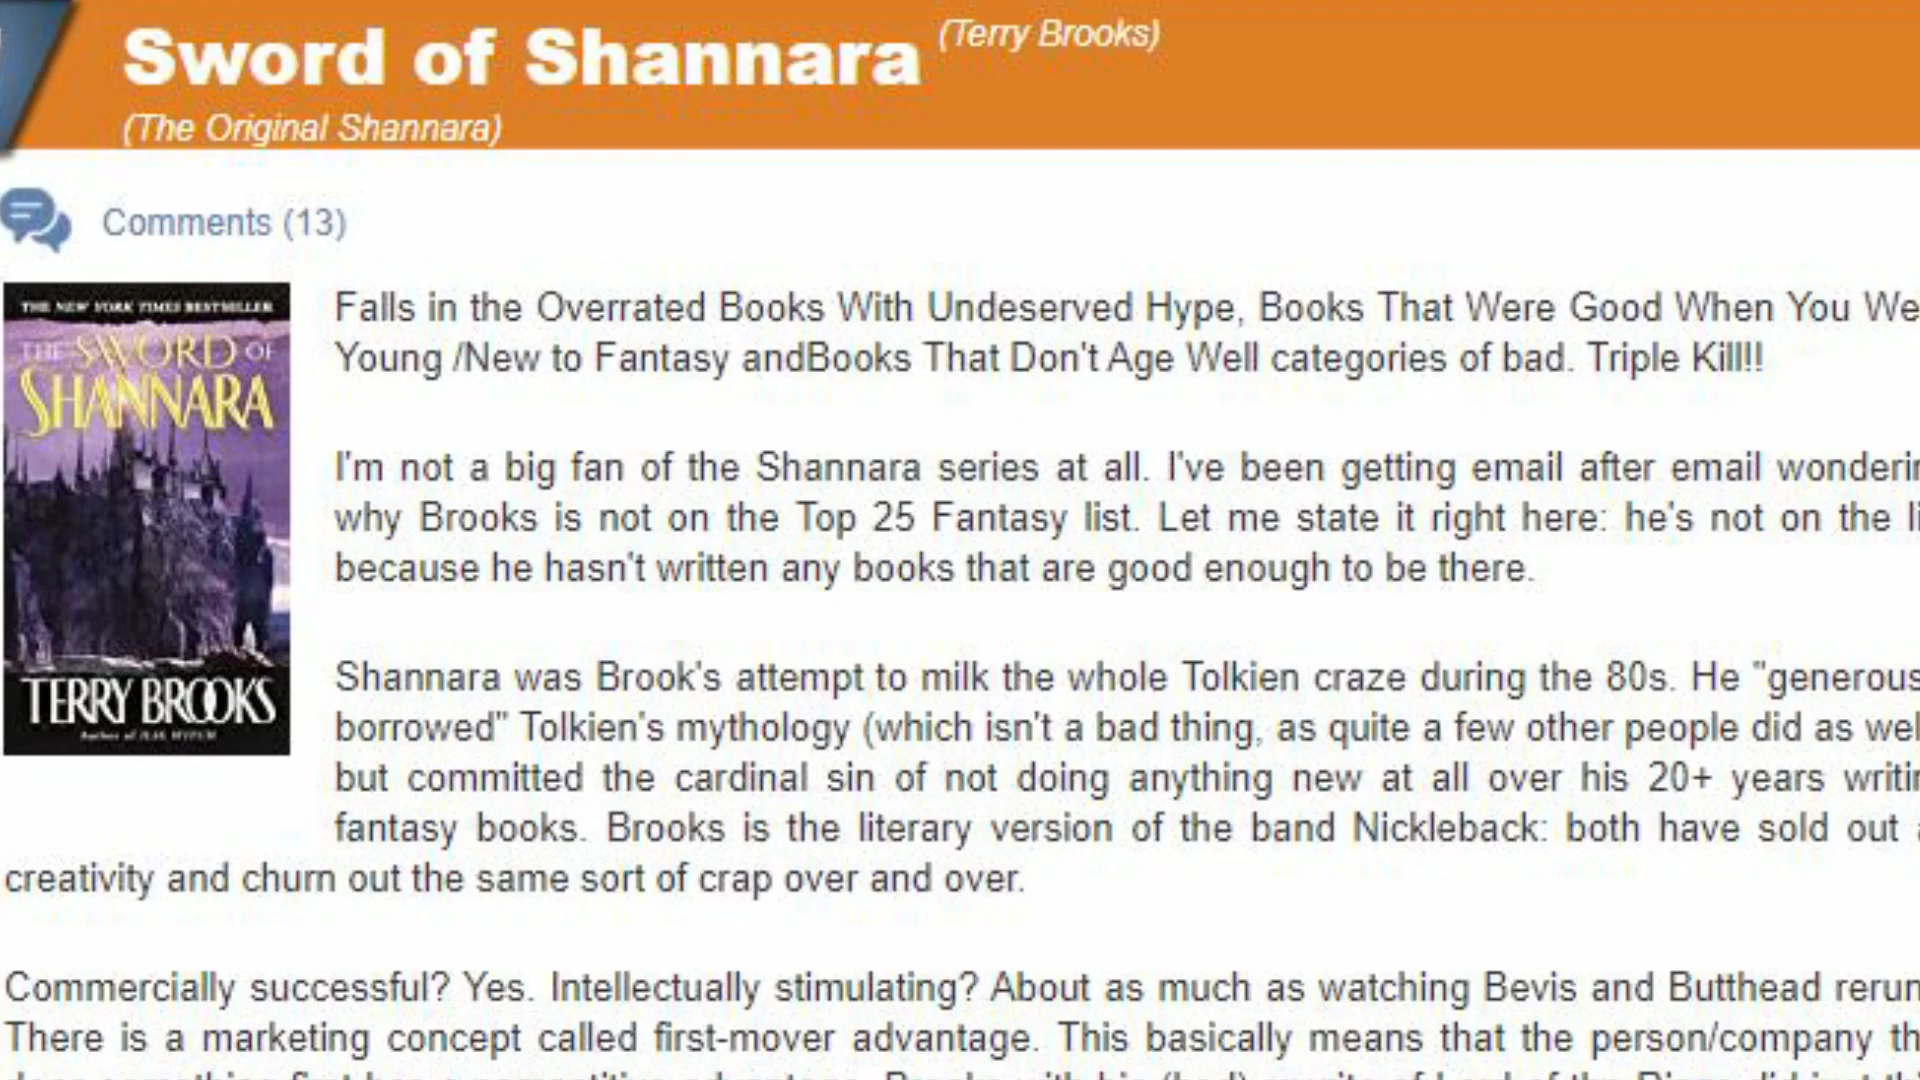 Sword of Shannara (Terry Brooks)
(The Original Shannara)
Comments (13)
THE NEW YORK TIMES BESTSELLER
THE SWORD OF
SHANNARA
TERRY BROOKS
Falls in the Overrated Books With Undeserved Hype, Books That Were Good When You We
Young /New to Fantasy andBooks That Don't Age Well categories of bad. Triple Kill!!
I'm not a big fan of the Shannara series at all. I've been getting email after email wonderin
why Brooks is not on the Top 25 Fantasy list. Let me state it right here: he's not on the li
because he hasn't written any books that are good enough to be there.
Shannara was Brook's attempt to milk the whole Tolkien craze during the 80s. He "generous
borrowed" Tolkien's mythology (which isn't a bad thing, as quite a few other people did as wel
but committed the cardinal sin of not doing anything new at all over his 20+ years writin
fantasy books. Brooks is the literary version of the band Nickleback: both have sold out a
creativity and churn out the same sort of crap over and over.
Commercially successful? Yes. Intellectually stimulating? About as much as watching Bevis and Butthead rerun
There is a marketing concept called first-mover advantage. This basically means that the person/company th